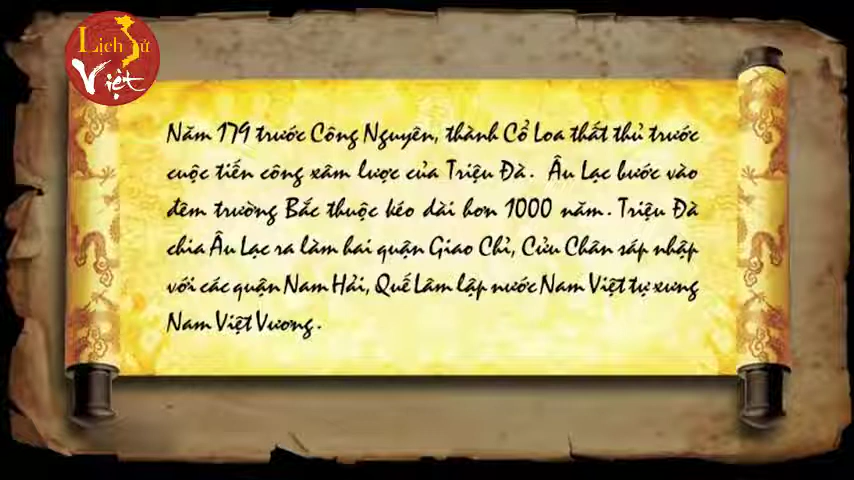 Lịch Sử
Việt
Năm 179 trước Công Nguyên, thành Cổ Loa thất thủ trước
cuộc tiến công xâm lược của Triệu Đà. Âu Lạc bước vào
đêm trường Bắc thuộc kéo dài hơn 1000 năm. Triệu Đà
chia Âu Lạc ra làm hai quận Giao Chỉ, Cửu Chân sáp nhập
với các quận Nam Hải, Quế Lâm lập nước Nam Việt tự xưng
Nam Việt Vương.